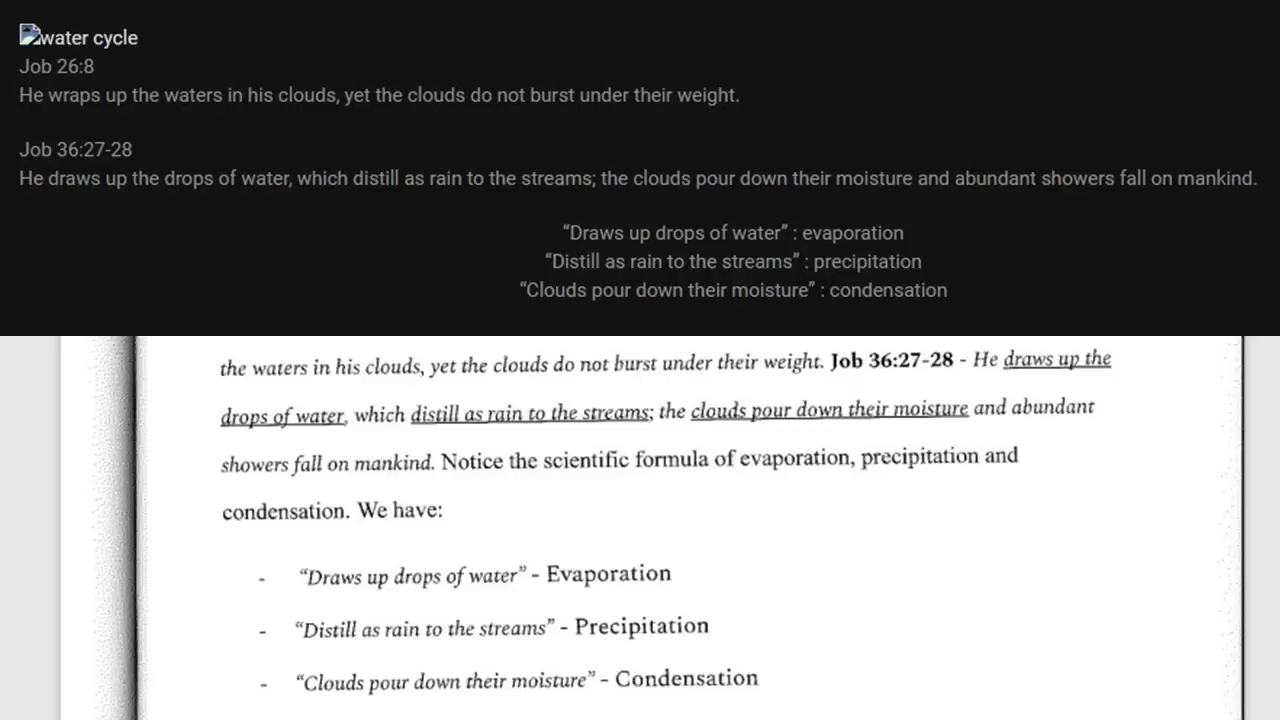 water cycle
Job 26:8
He wraps up the waters in his clouds, yet the clouds do not burst under their weight.
Job 36:27-28
He draws up the drops of water, which distill as rain to the streams; the clouds pour down their moisture and abundant showers fall on mankind.
“Draws up drops of water” : evaporation
“Distill as rain to the streams” : precipitation
“Clouds pour down their moisture” : condensation
the waters in his clouds, yet the clouds do not burst under their weight. Job 36:27-28 - He draws up the
drops of water, which distill as rain to the streams; the clouds pour down their moisture and abundant
showers fall on mankind. Notice the scientific formula of evaporation, precipitation and
condensation. We have:
- “Draws up drops of water” - Evaporation
- “Distill as rain to the streams” - Precipitation
- “Clouds pour down their moisture” - Condensation